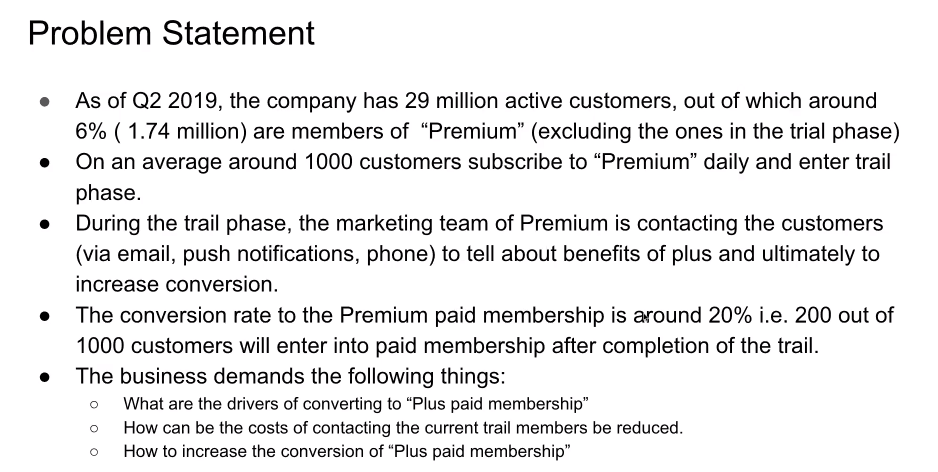 Problem Statement
● As of Q2 2019, the company has 29 million active customers, out of which around
6% ( 1.74 million) are members of “Premium” (excluding the ones in the trial phase)
● On an average around 1000 customers subscribe to “Premium” daily and enter trail
phase.
● During the trail phase, the marketing team of Premium is contacting the customers
(via email, push notifications, phone) to tell about benefits of plus and ultimately to
increase conversion.
● The conversion rate to the Premium paid membership is around 20% i.e. 200 out of
1000 customers will enter into paid membership after completion of the trail.
● The business demands the following things:
○ What are the drivers of converting to “Plus paid membership”
○ How can be the costs of contacting the current trail members be reduced.
○ How to increase the conversion of “Plus paid membership”